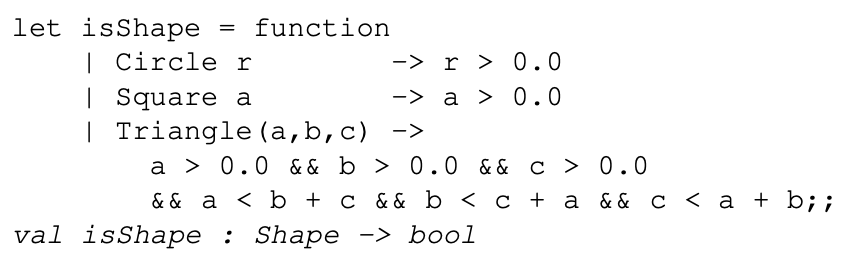 let isShape = function
    | Circle r        -> r > 0.0
    | Square a        -> a > 0.0
    | Triangle(a,b,c) ->
        a > 0.0 && b > 0.0 && c > 0.0
        && a < b + c && b < c + a && c < a + b;;
val isShape : Shape -> bool